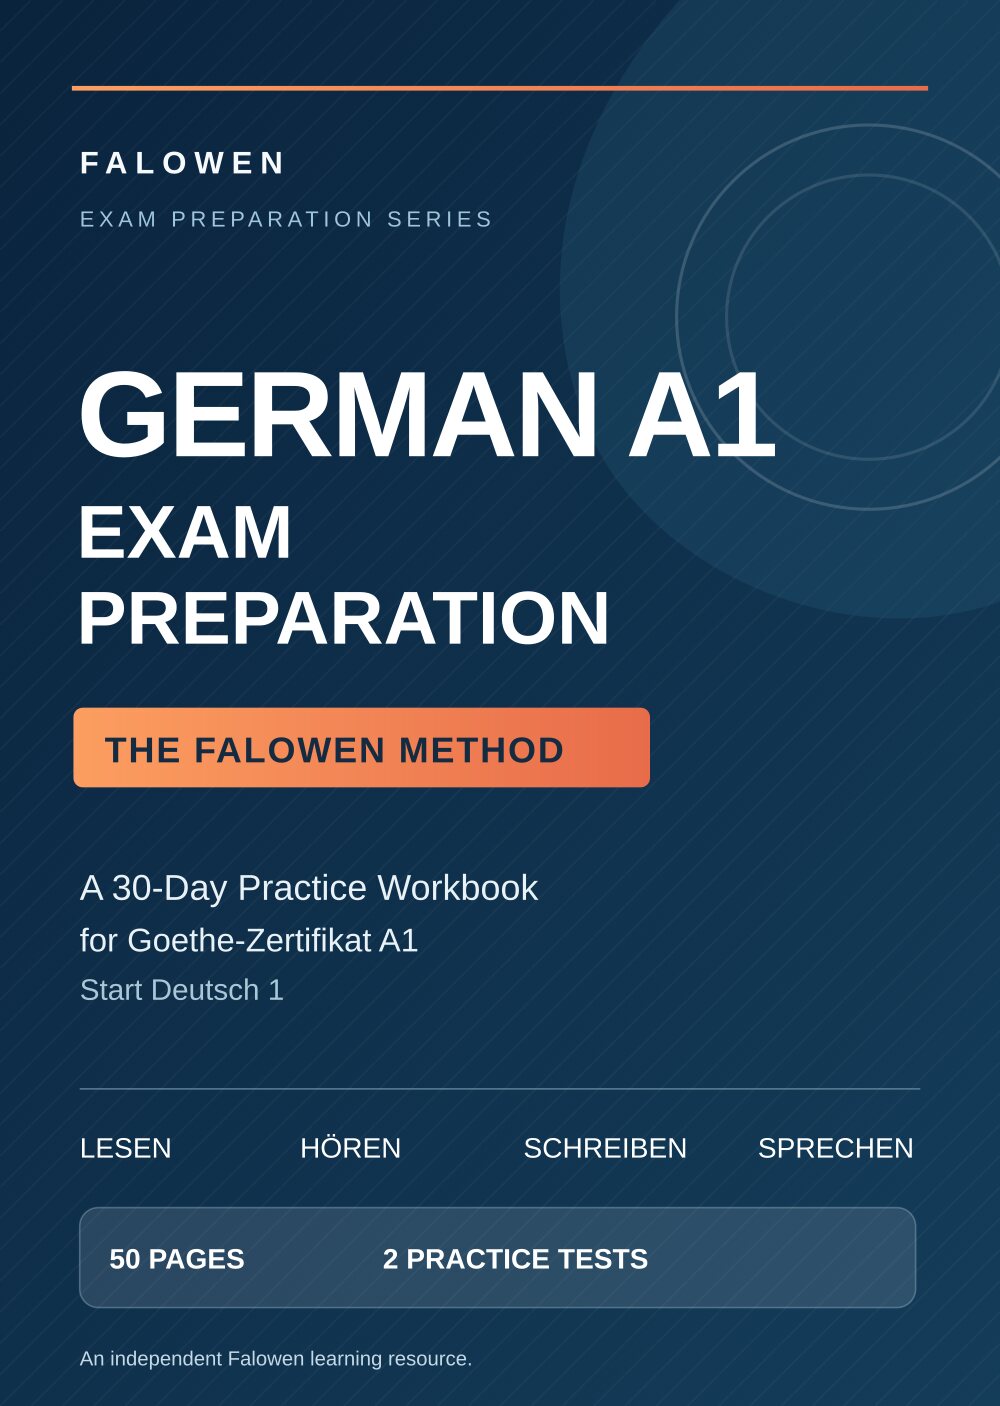 FALOWEN
EXAM PREPARATION SERIES
GERMAN A1
EXAM
PREPARATION
THE FALOWEN METHOD
A 30-Day Practice Workbook
for Goethe-Zertifikat A1
Start Deutsch 1
LESEN HÖREN SCHREIBEN SPRECHEN
50 PAGES 2 PRACTICE TESTS
An independent Falowen learning resource.